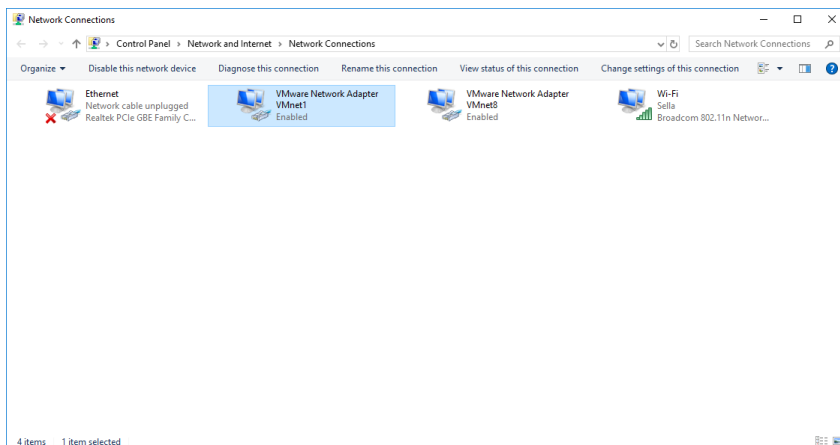 Network Connections
Control Panel > Network and Internet > Network Connections
Search Network Connections
Organize
Disable this network device
Diagnose this connection
Rename this connection
View status of this connection
Change settings of this connection
Ethernet
Network cable unplugged
Realtek PCIe GBE Family C...
VMware Network Adapter
VMnet1
Enabled
VMware Network Adapter
VMnet8
Enabled
Wi-Fi
Sella
Broadcom 802.11n Networ...
4 items 1 item selected